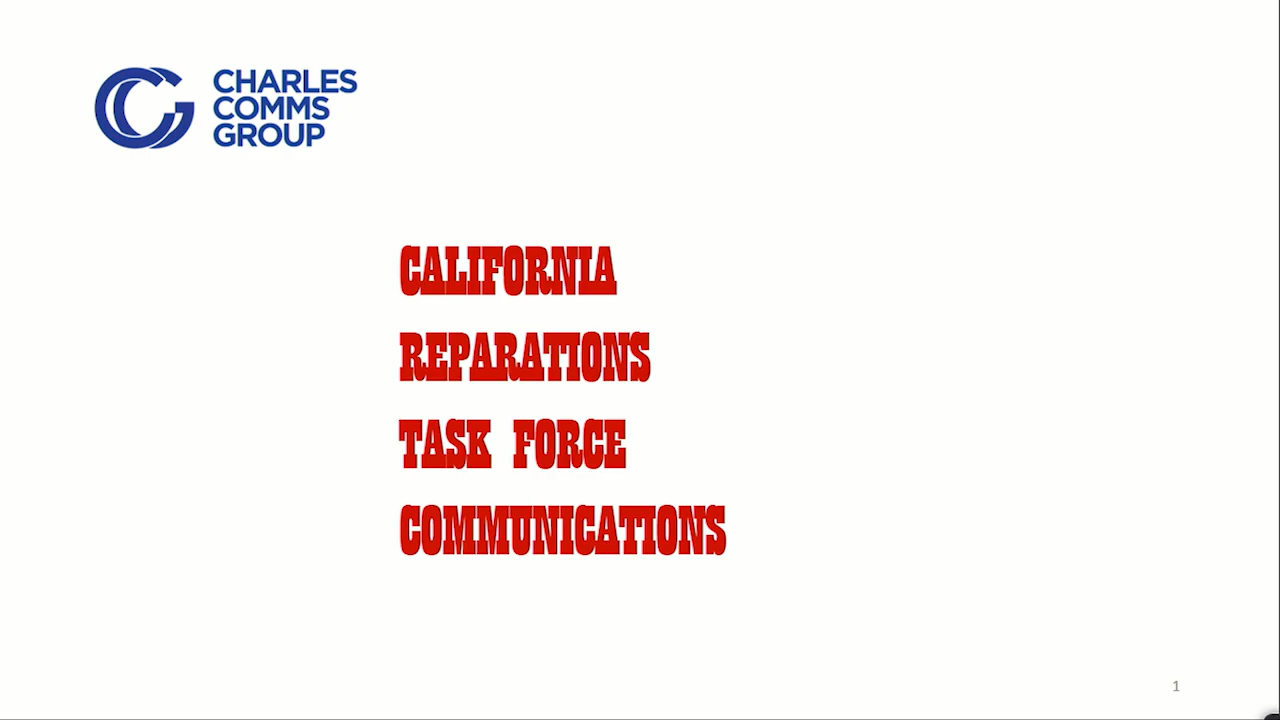 CHARLES
COMMS
GROUP
CALIFORNIA
REPARATIONS
TASK FORCE
COMMUNICATIONS
1